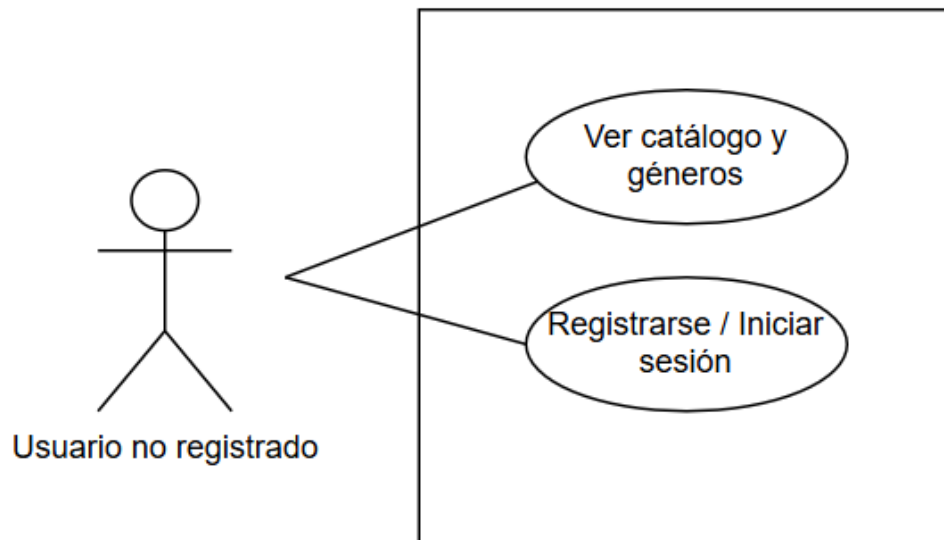 Ver catálogo y
géneros
Registrarse / Iniciar
sesión
Usuario no registrado